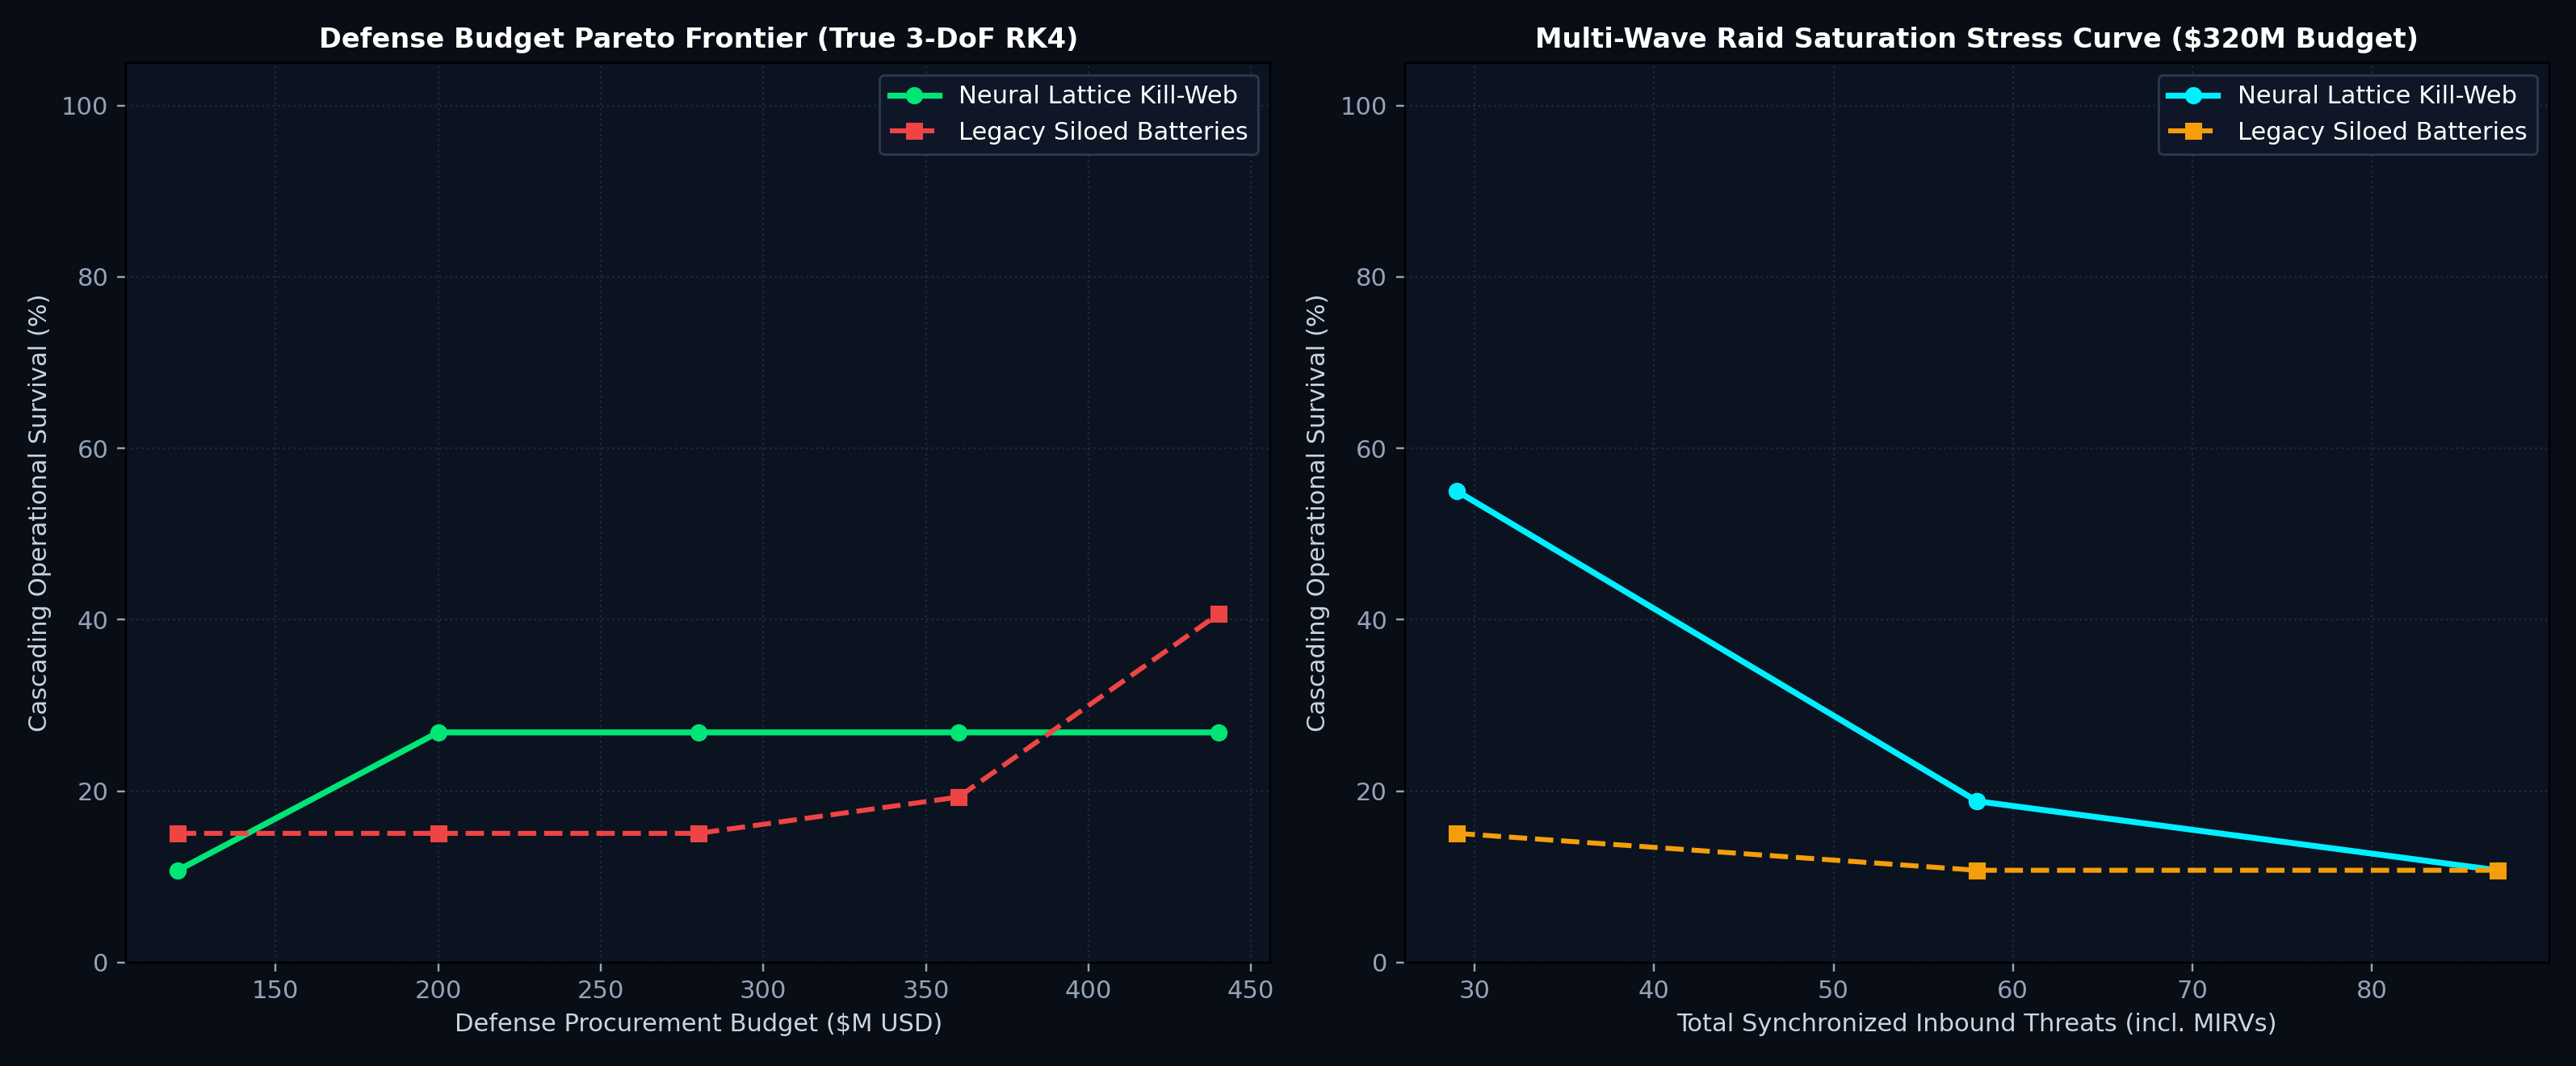 Defense Budget Pareto Frontier (True 3-DoF RK4)
Neural Lattice Kill-Web
Legacy Siloed Batteries
Cascading Operational Survival (%)
100
80
60
40
20
0
150 200 250 300 350 400 450
Defense Procurement Budget ($M USD)
Multi-Wave Raid Saturation Stress Curve ($320M Budget)
Neural Lattice Kill-Web
Legacy Siloed Batteries
Cascading Operational Survival (%)
100
80
60
40
20
0
30 40 50 60 70 80
Total Synchronized Inbound Threats (incl. MIRVs)